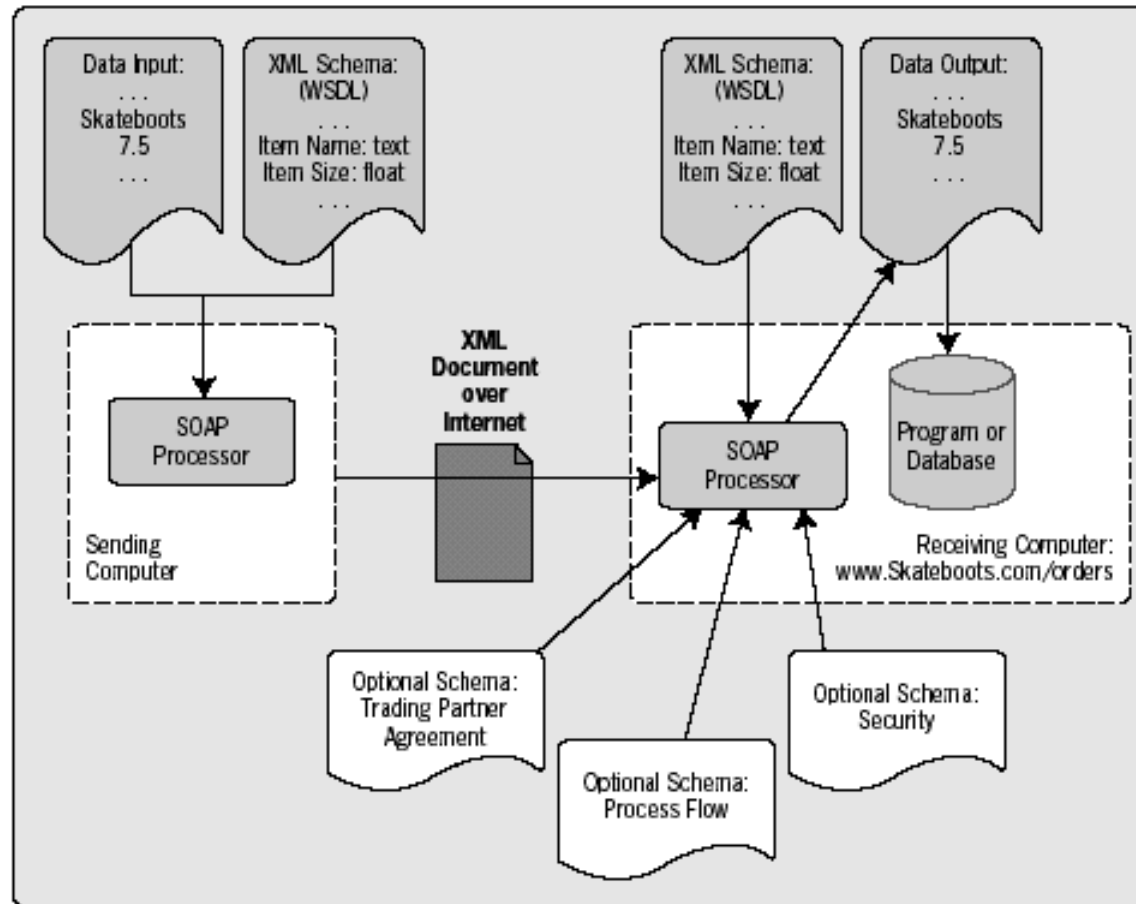 Data Input:
. . .
Skateboots
7.5
. . .
XML Schema:
(WSDL)
. . .
Item Name: text
Item Size: float
. . .
XML Schema:
(WSDL)
. . .
Item Name: text
Item Size: float
. . .
Data Output:
. . .
Skateboots
7.5
. . .
SOAP
Processor
Sending
Computer
XML
Document
over
Internet
SOAP
Processor
Program or
Database
Receiving Computer:
www.Skateboots.com/orders
Optional Schema:
Trading Partner
Agreement
Optional Schema:
Process Flow
Optional Schema:
Security